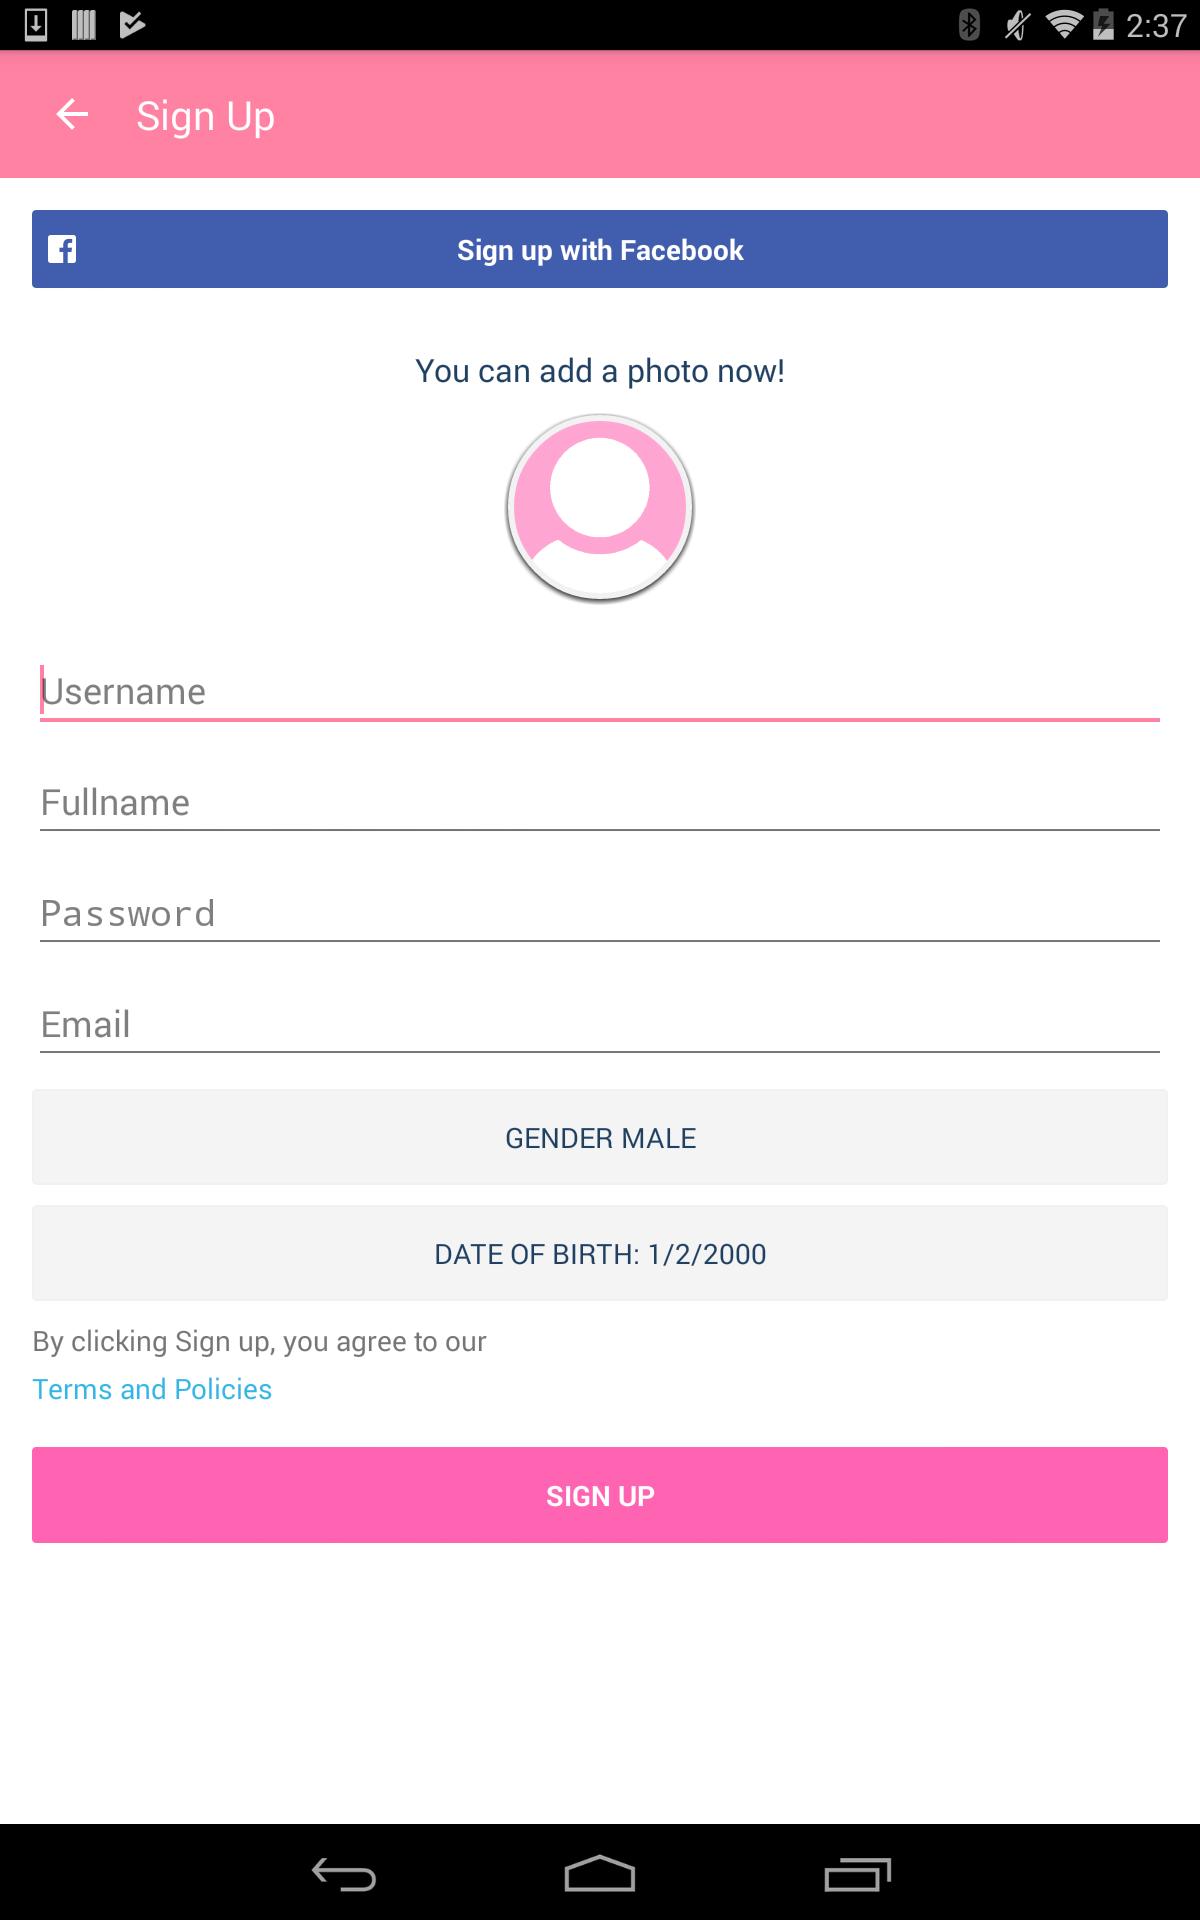 2:37
Sign Up
Sign up with Facebook
You can add a photo now!
Username
Fullname
Password
Email
GENDER MALE
DATE OF BIRTH: 1/2/2000
By clicking Sign up, you agree to our
Terms and Policies
SIGN UP